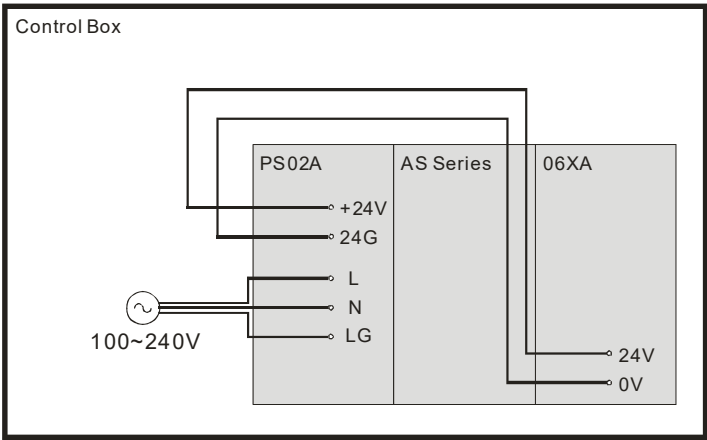 Control Box
PS02A
AS Series
06XA
+24V
24G
L
N
LG
100~240V
24V
0V